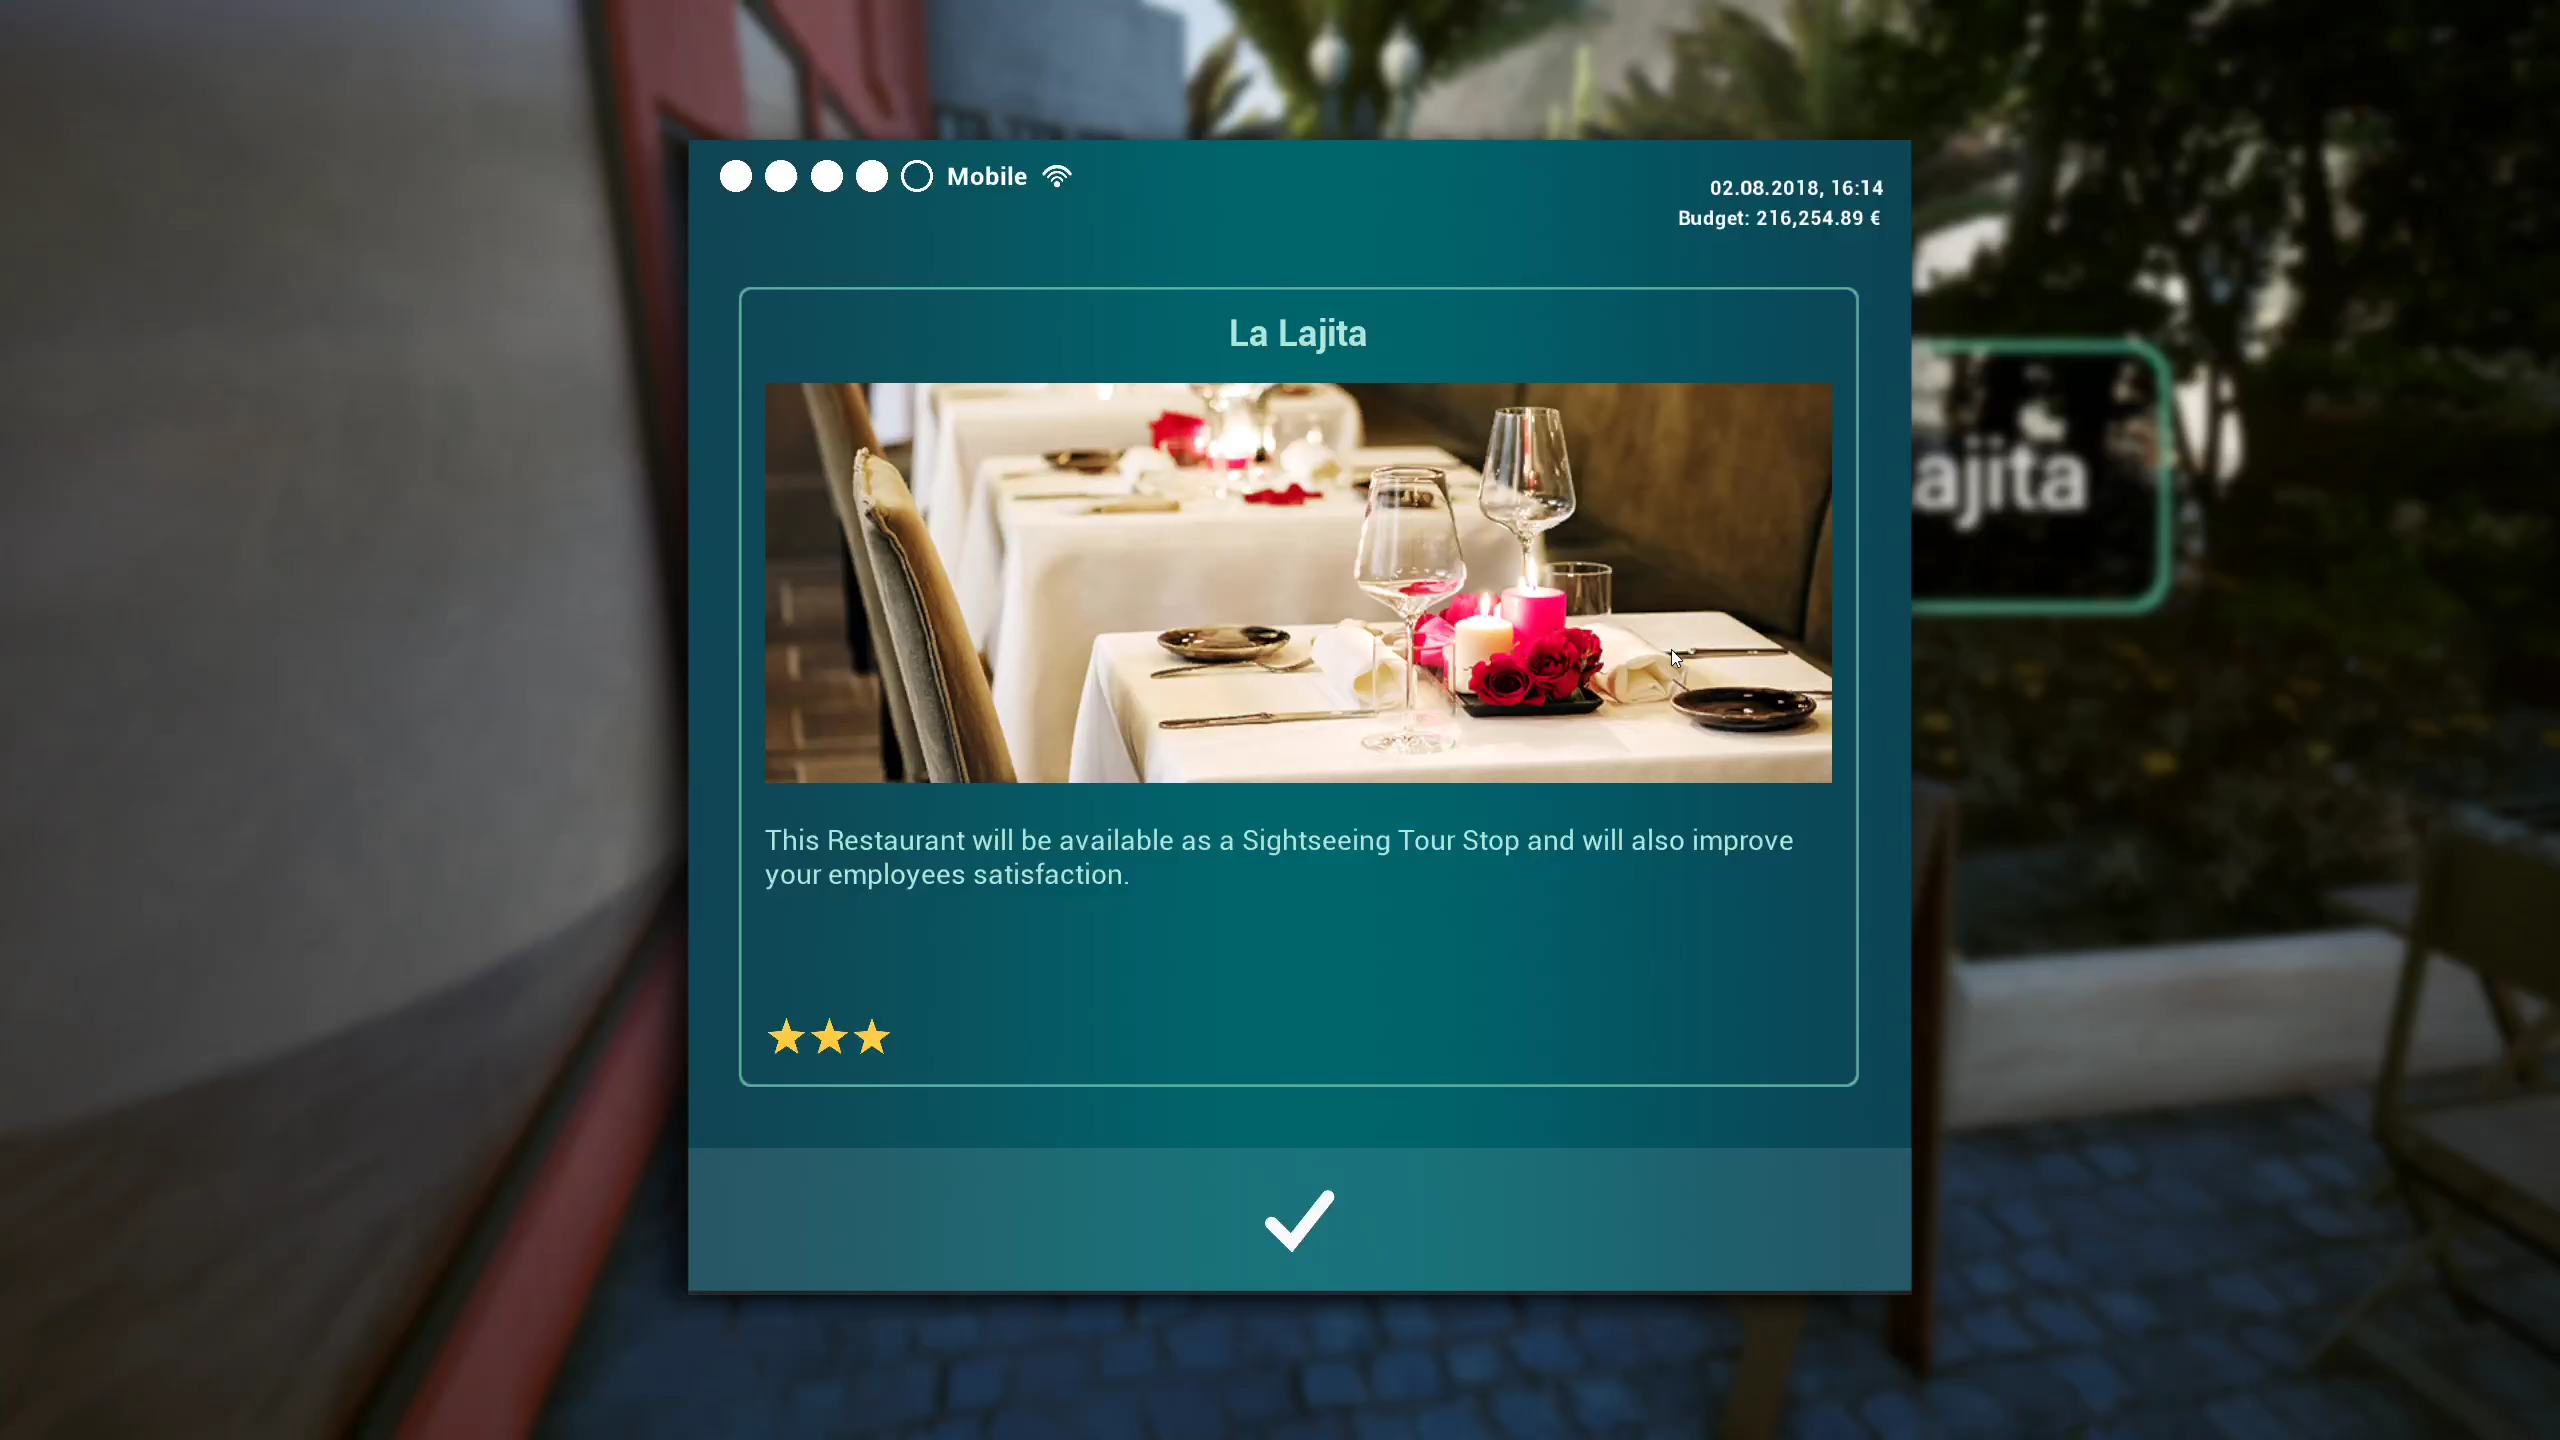 Mobile
02.08.2018, 16:14
Budget: 216,254.89 €
La Lajita
ajita
This Restaurant will be available as a Sightseeing Tour Stop and will also improve
your employees satisfaction.